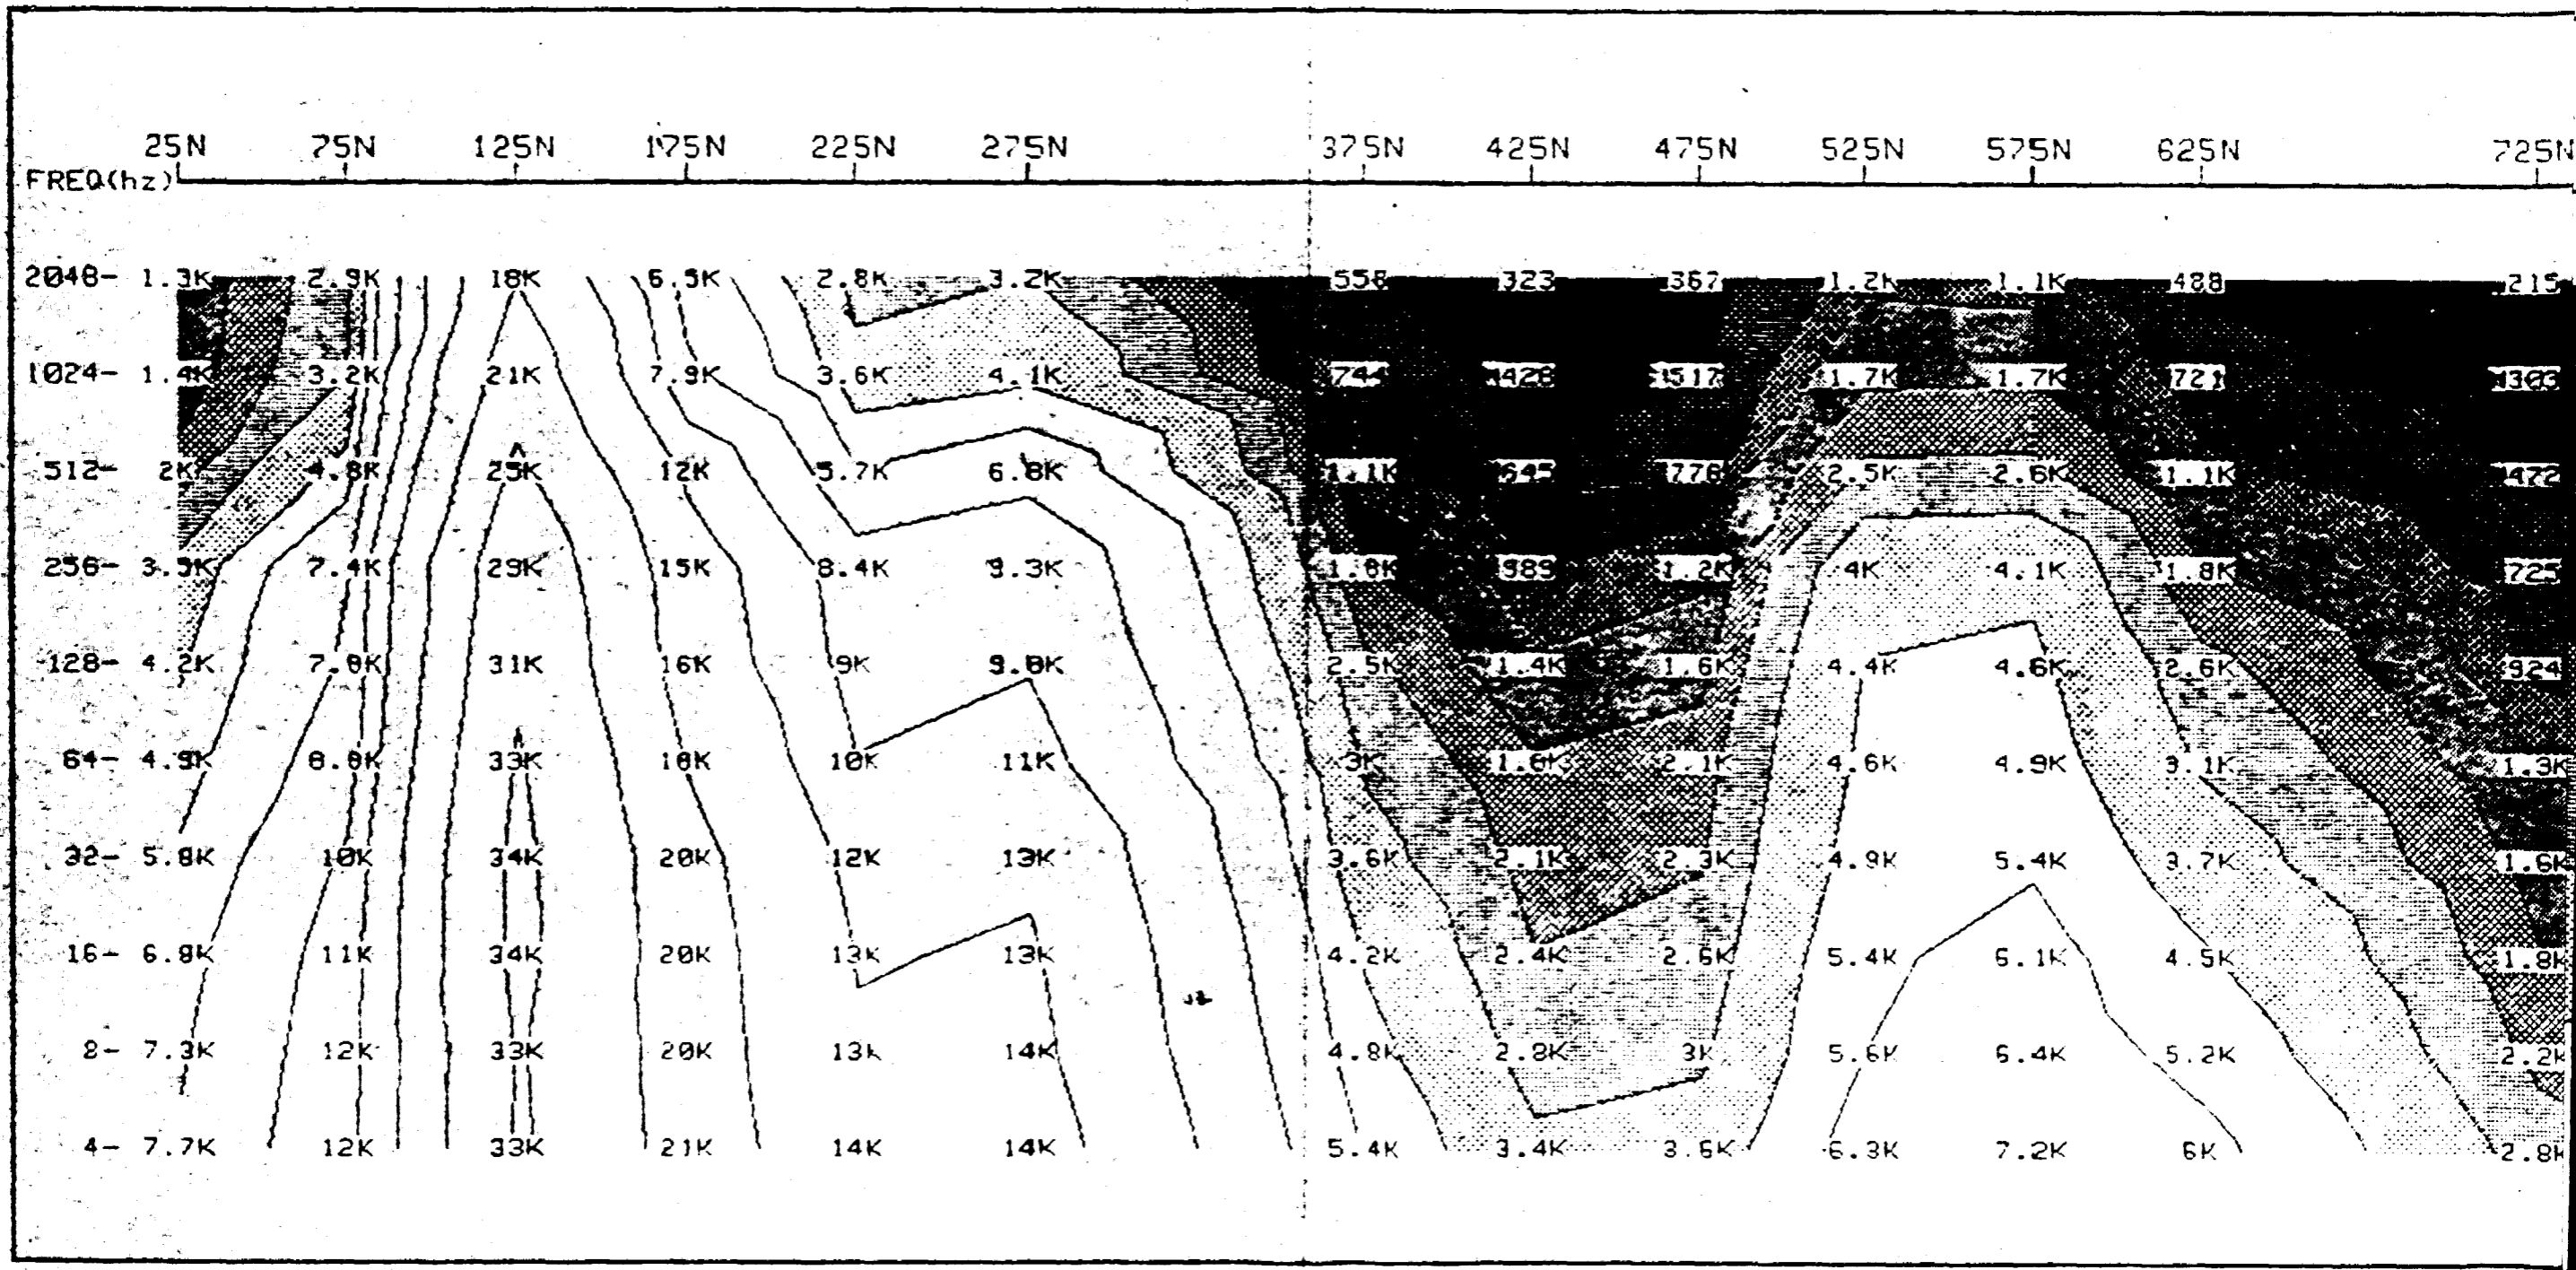 25N 75N 125N 175N 225N 275N 375N 425N 475N 525N 575N 625N 725N
FREQ(hz)
2048- 1.3K 2.9K 18K 6.5K 2.8K 3.2K 558 323 367 1.2K 1.1K 488 215
1024- 1.4K 3.2K 21K 7.9K 3.6K 4.1K 744 428 517 1.7K 1.7K 721 303
512- 2K 4.8K 25K 12K 5.7K 6.8K 1.1K 645 776 2.5K 2.6K 1.1K 472
256- 7.4K 29K 15K 8.4K 9.3K 1.8K 989 1.2K 4K 4.1K 1.8K 725
128- 4.2K 31K 16K 9K 2.5K 1.4K 1.6K 4.4K 4.6K 2.6K 924
64- 4.9K 8.8K 33K 18K 10K 11K 3K 2.1K 4.6K 4.9K 3.1K 1.3K
32- 5.8K 10K 34K 20K 12K 13K 3.6K 2.1K 2.3K 4.9K 5.4K 3.7K 1.6K
16- 6.8K 11K 34K 20K 13K 13K 4.2K 2.4K 2.6K 5.4K 6.1K 4.5K 1.8K
8- 7.3K 12K 33K 20K 13K 14K 4.8K 2.8K 3K 5.6K 6.4K 5.2K 2.2K
4- 7.7K 12K 33K 21K 14K 14K 5.4K 3.4K 3.6K 6.3K 7.2K 6K 2.8K